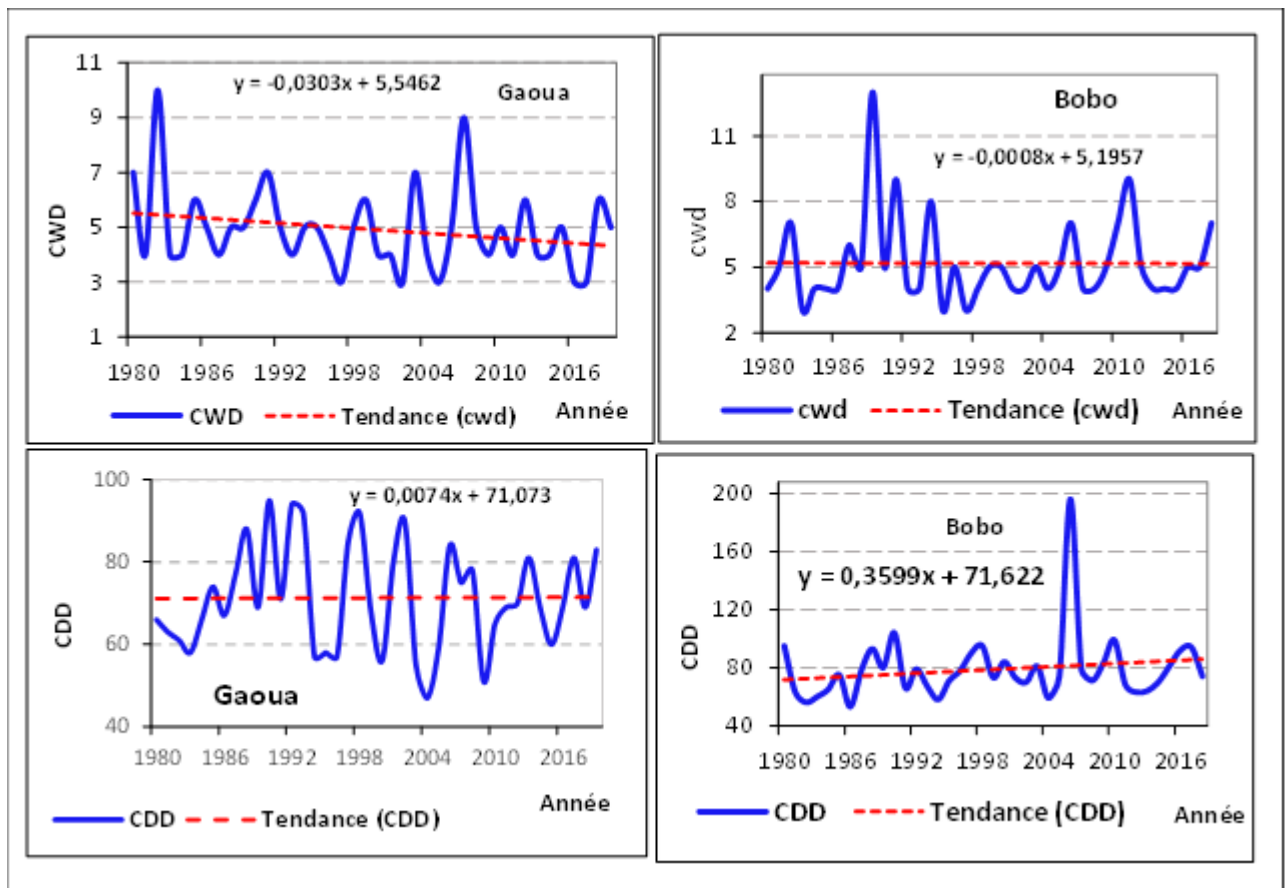 11
9
7
5
3
1
CWD
y = -0,0303x + 5,5462
Gaoua
1980 1986 1992 1998 2004 2010 2016
CWD Tendance (cwd) Année
11
8
5
2
cwd
Bobo
y = -0,0008x + 5,1957
1980 1986 1992 1998 2004 2010 2016
cwd Tendance (cwd) Année
100
80
60
40
CDD
y = 0,0074x + 71,073
Gaoua
1980 1986 1992 1998 2004 2010 2016
Année
CDD Tendance (CDD)
200
160
120
80
40
CDD
Bobo
y = 0,3599x + 71,622
1980 1986 1992 1998 2004 2010 2016
CDD Tendance (CDD) Année